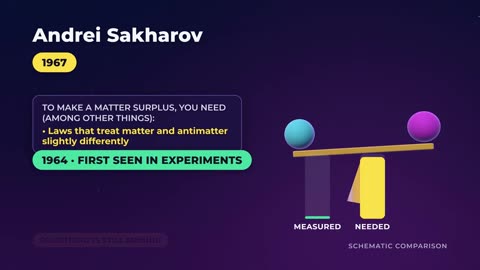 Andrei Sakharov
1967
TO MAKE A MATTER SURPLUS, YOU NEED
(AMONG OTHER THINGS):
• Laws that treat matter and antimatter
slightly differently
1964 • FIRST SEEN IN EXPERIMENTS
MEASURED NEEDED
SCHEMATIC COMPARISON